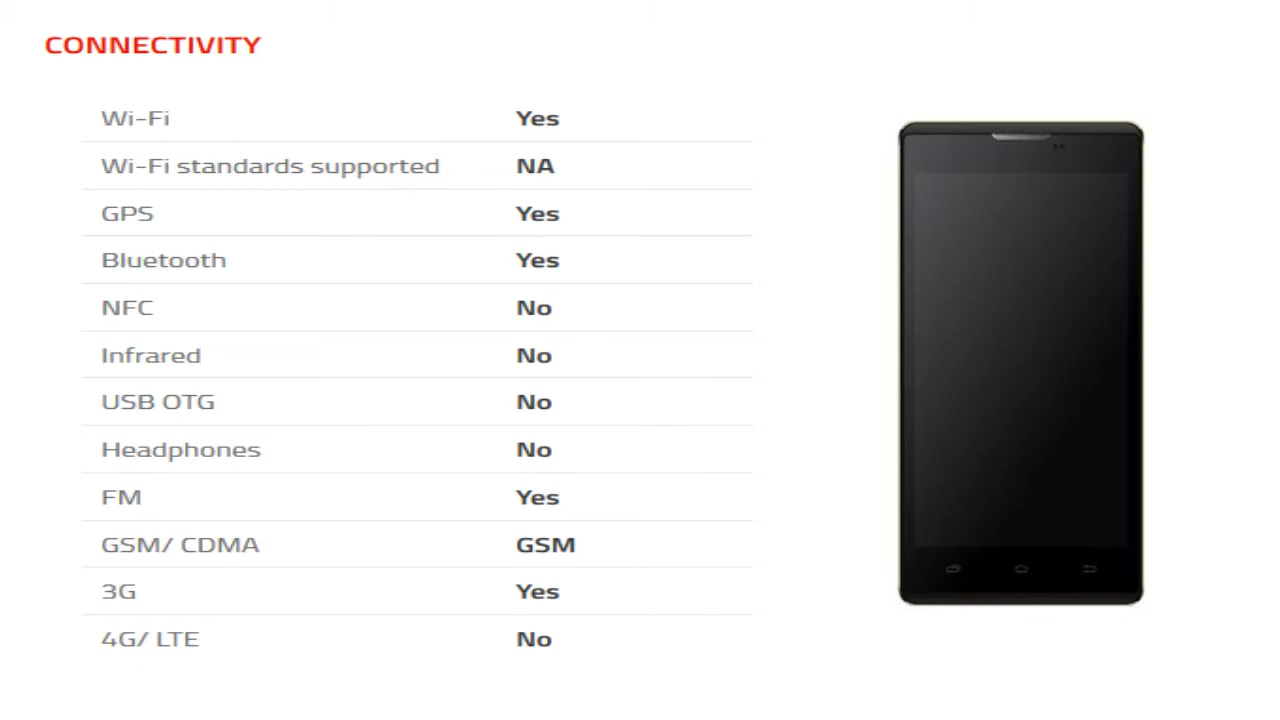 CONNECTIVITY
Wi-Fi Yes
Wi-Fi standards supported NA
GPS Yes
Bluetooth Yes
NFC No
Infrared No
USB OTG No
Headphones No
FM Yes
GSM/ CDMA GSM
3G Yes
4G/ LTE No